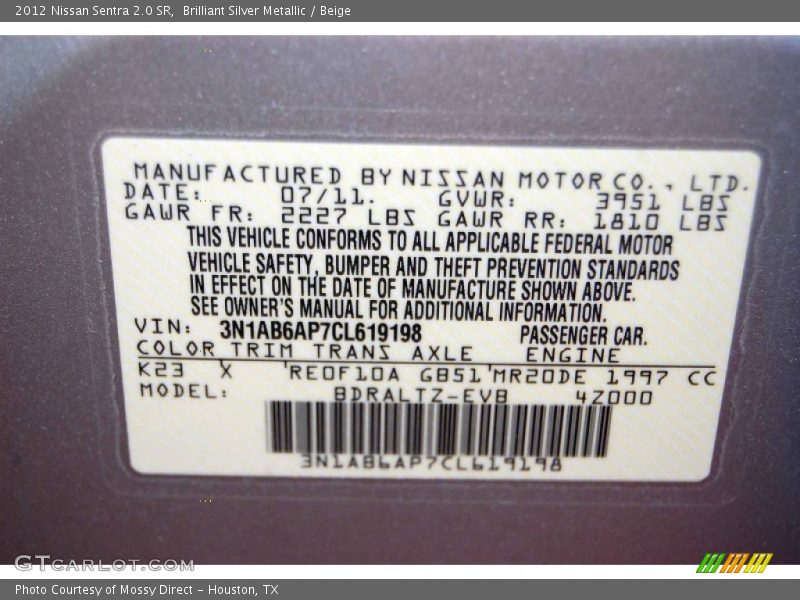 2012 Nissan Sentra 2.0 SR,  Brilliant Silver Metallic / Beige
MANUFACTURED BY NISSAN MOTOR CO., LTD.
DATE: 07/11. GVWR: 3951 LBS
GAWR FR: 2227 LBS GAWR RR: 1810 LBS
THIS VEHICLE CONFORMS TO ALL APPLICABLE FEDERAL MOTOR
VEHICLE SAFETY, BUMPER AND THEFT PREVENTION STANDARDS
IN EFFECT ON THE DATE OF MANUFACTURE SHOWN ABOVE.
SEE OWNER'S MANUAL FOR ADDITIONAL INFORMATION.
VIN: 3N1AB6AP7CL619198 PASSENGER CAR.
COLOR TRIM TRANS AXLE ENGINE
K23 X RE0F10A GB51 MR20DE 1997 CC
MODEL: BDRALTZ-EVB 4Z000
3N1AB6AP7CL619198
GTCARLOT.COM
Photo Courtesy of Mossy Direct – Houston, TX